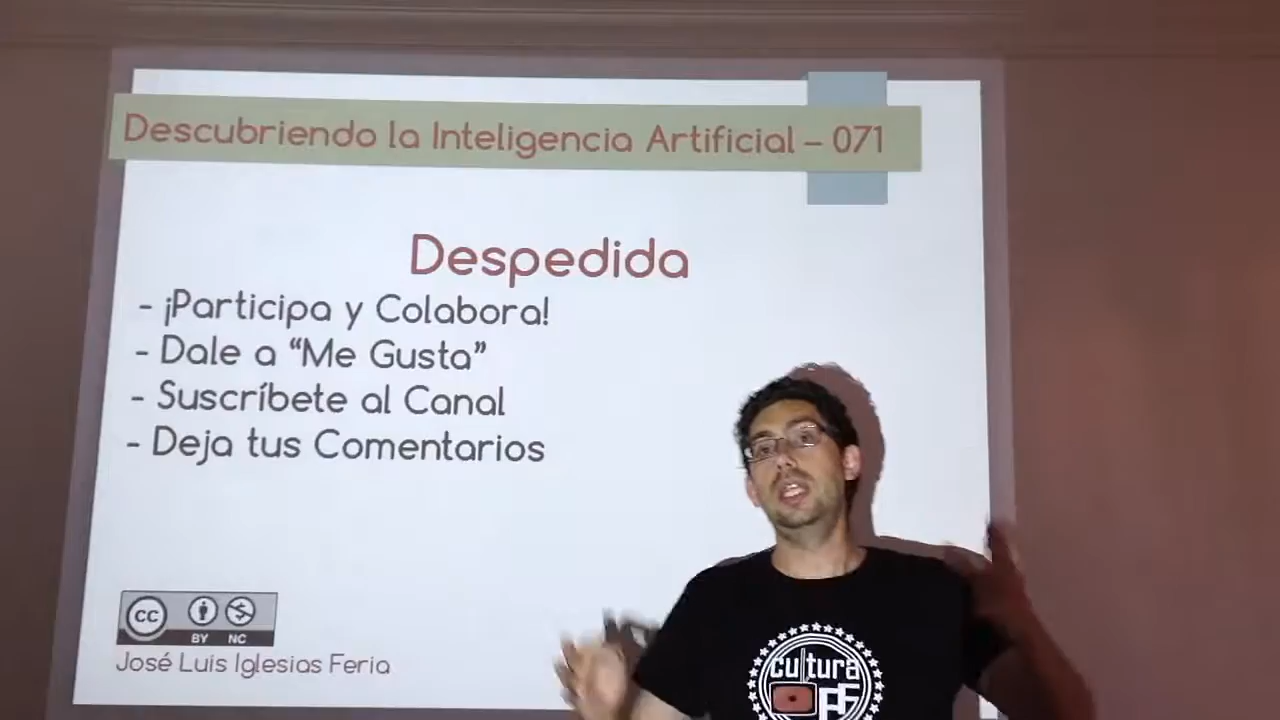 Descubriendo la Inteligencia Artificial – 071
Despedida
- ¡Participa y Colabora!
- Dale a “Me Gusta”
- Suscríbete al Canal
- Deja tus Comentarios
cc
BY NC
José Luis Iglesias Feria
cultura